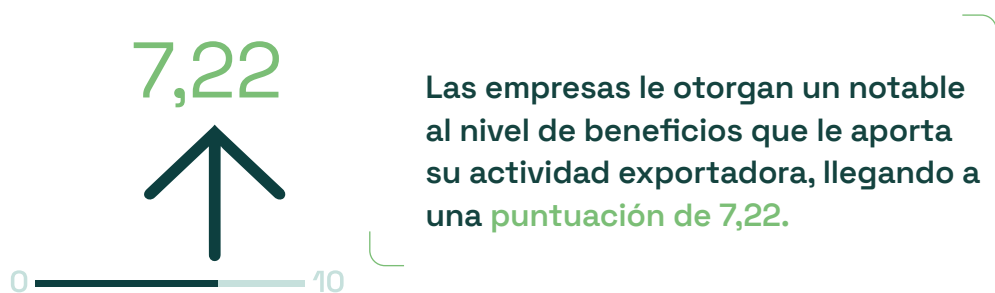 7,22
0
10
Las empresas le otorgan un notable
al nivel de beneficios que le aporta
su actividad exportadora, llegando a
una puntuación de 7,22.